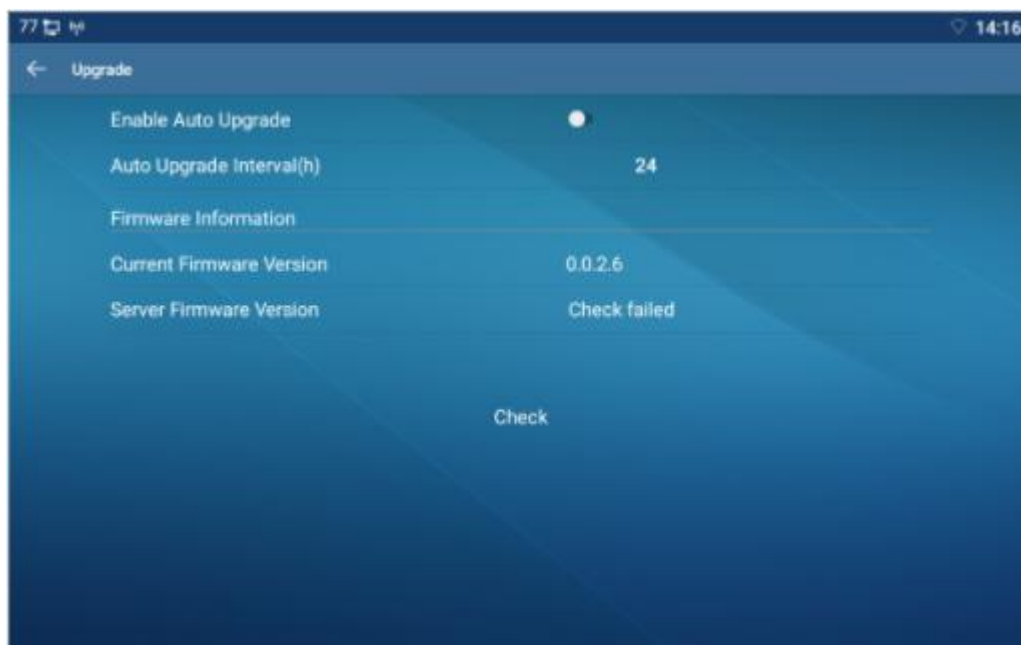 77 14:16
Upgrade
Enable Auto Upgrade
Auto Upgrade Interval(h) 24
Firmware Information
Current Firmware Version 0.0.2.6
Server Firmware Version Check failed
Check